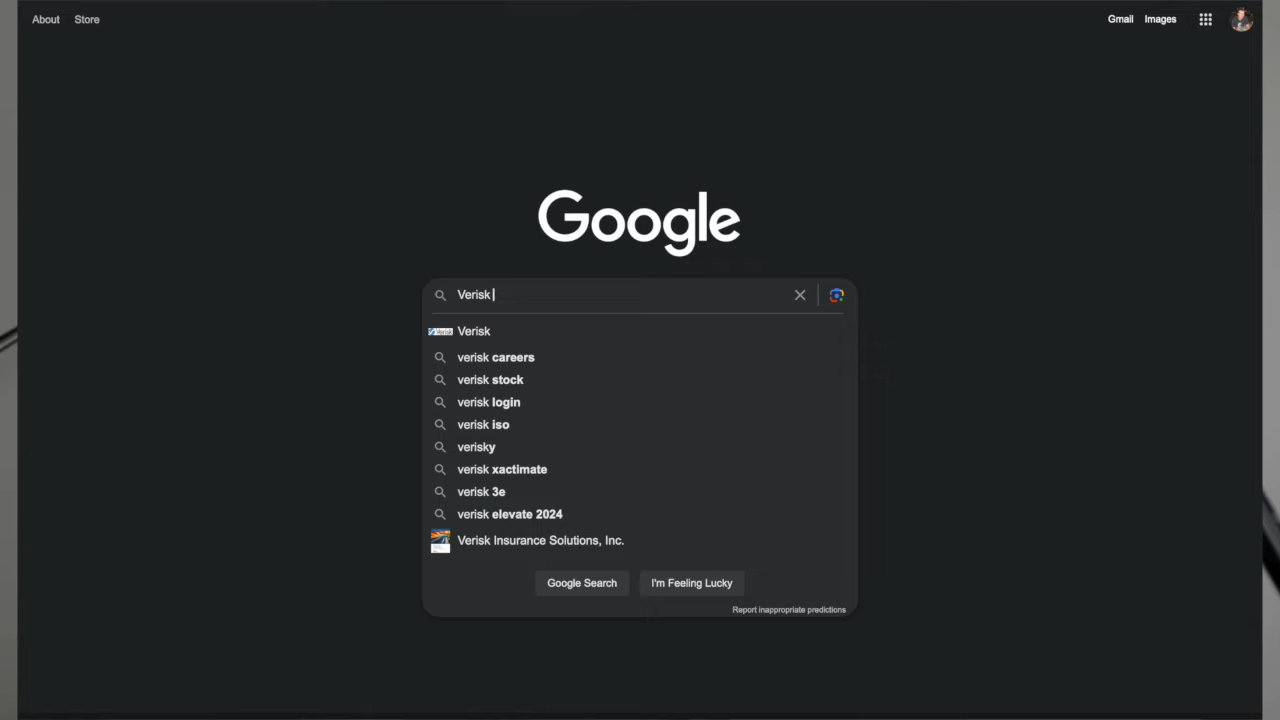 About Store Gmail Images
Google
Verisk
Verisk
verisk careers
verisk stock
verisk login
verisk iso
verisky
verisk xactimate
verisk 3e
verisk elevate 2024
Verisk Insurance Solutions, Inc.
Google Search I'm Feeling Lucky
Report inappropriate predictions